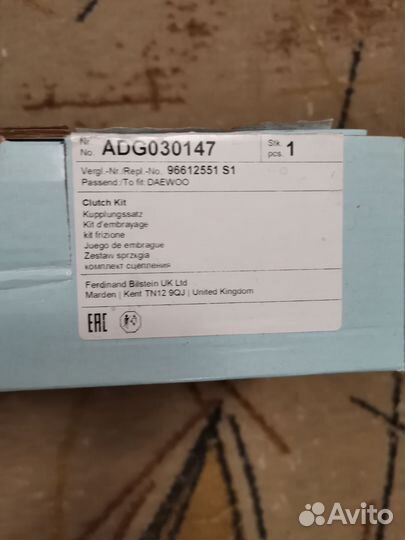 Nr.
No. ADG030147
Stk.
pcs. 1
Vergl.-Nr./Repl.-No. 96612551 S1
Passend:/To fit: DAEWOO
Clutch Kit
Kupplungssatz
Kit d'embrayage
kit frizione
Juego de embrague
Zestaw sprzkgia
комплект сцепления
Ferdinand Bilstein UK Ltd
Marden | Kent TN12 9QJ | United Kingdom
EAC
Avito